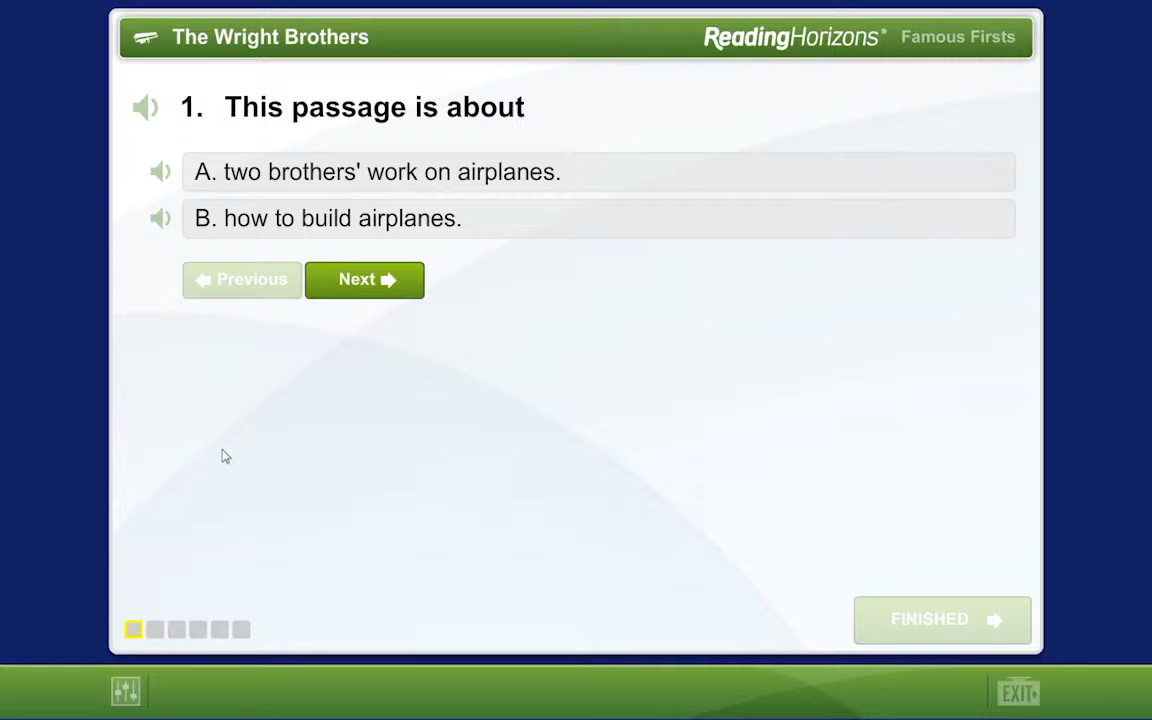 The Wright Brothers ReadingHorizons® Famous Firsts
1. This passage is about
A. two brothers' work on airplanes.
B. how to build airplanes.
Previous Next
FINISHED
EXIT